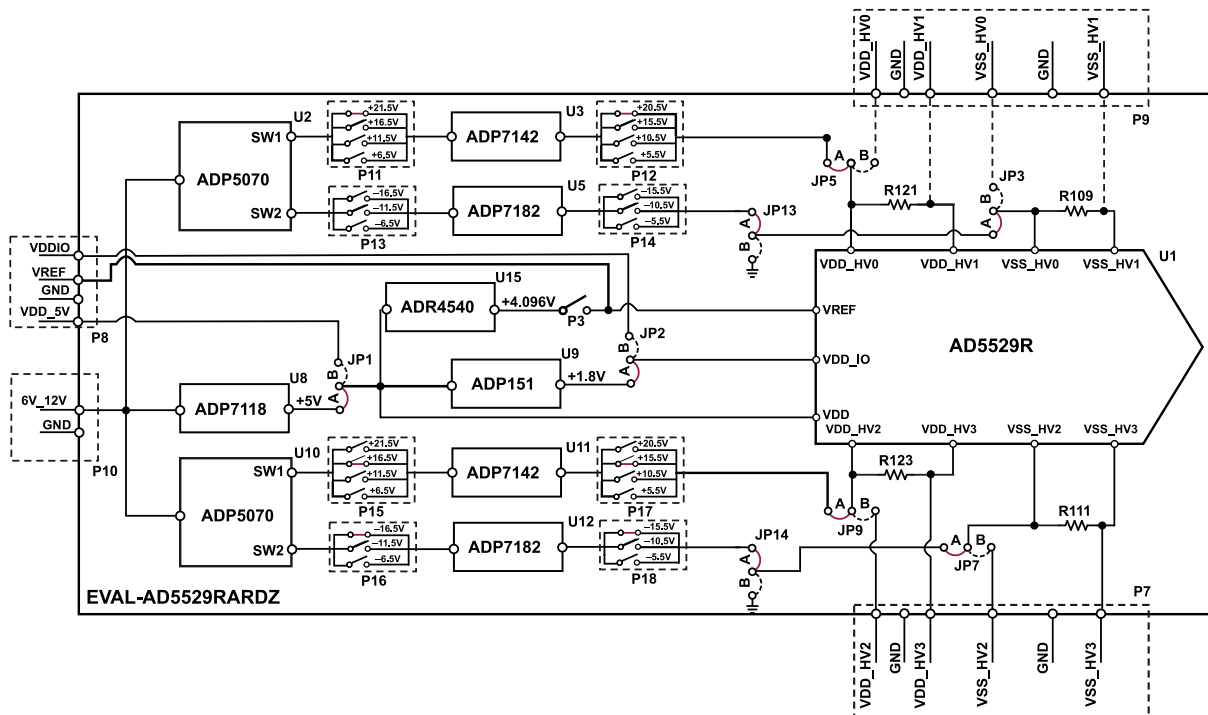 VDD_HV0
GND
VDD_HV1
VSS_HV0
GND
VSS_HV1
P9
U2
SW1
ADP5070
SW2
+21.5V
+16.5V
+11.5V
+6.5V
P11
U3
ADP7142
+20.5V
+15.5V
+10.5V
+5.5V
P12
–16.5V
–11.5V
–6.5V
P13
U5
ADP7182
–15.5V
–10.5V
–5.5V
P14
A
B
JP5
JP13
A
B
JP3
B
A
R121
R109
VDDIO
VREF
GND
VDD_5V
P8
U15
ADR4540
+4.096V
P3
JP2
B
A
JP1
B
A
U9
ADP151
+1.8V
U8
ADP7118
+5V
6V_12V
GND
P10
U1
VDD_HV0
VDD_HV1
VSS_HV0
VSS_HV1
VREF
VDD_IO
VDD
AD5529R
VDD_HV2
VDD_HV3
VSS_HV2
VSS_HV3
U10
SW1
ADP5070
SW2
+21.5V
+16.5V
+11.5V
+6.5V
P15
U11
ADP7142
+20.5V
+15.5V
+10.5V
+5.5V
P17
–16.5V
–11.5V
–6.5V
P16
U12
ADP7182
–15.5V
–10.5V
–5.5V
P18
JP14
A
B
A
B
JP9
R123
R111
A
B
JP7
EVAL-AD5529RARDZ
P7
VDD_HV2
GND
VDD_HV3
VSS_HV2
GND
VSS_HV3